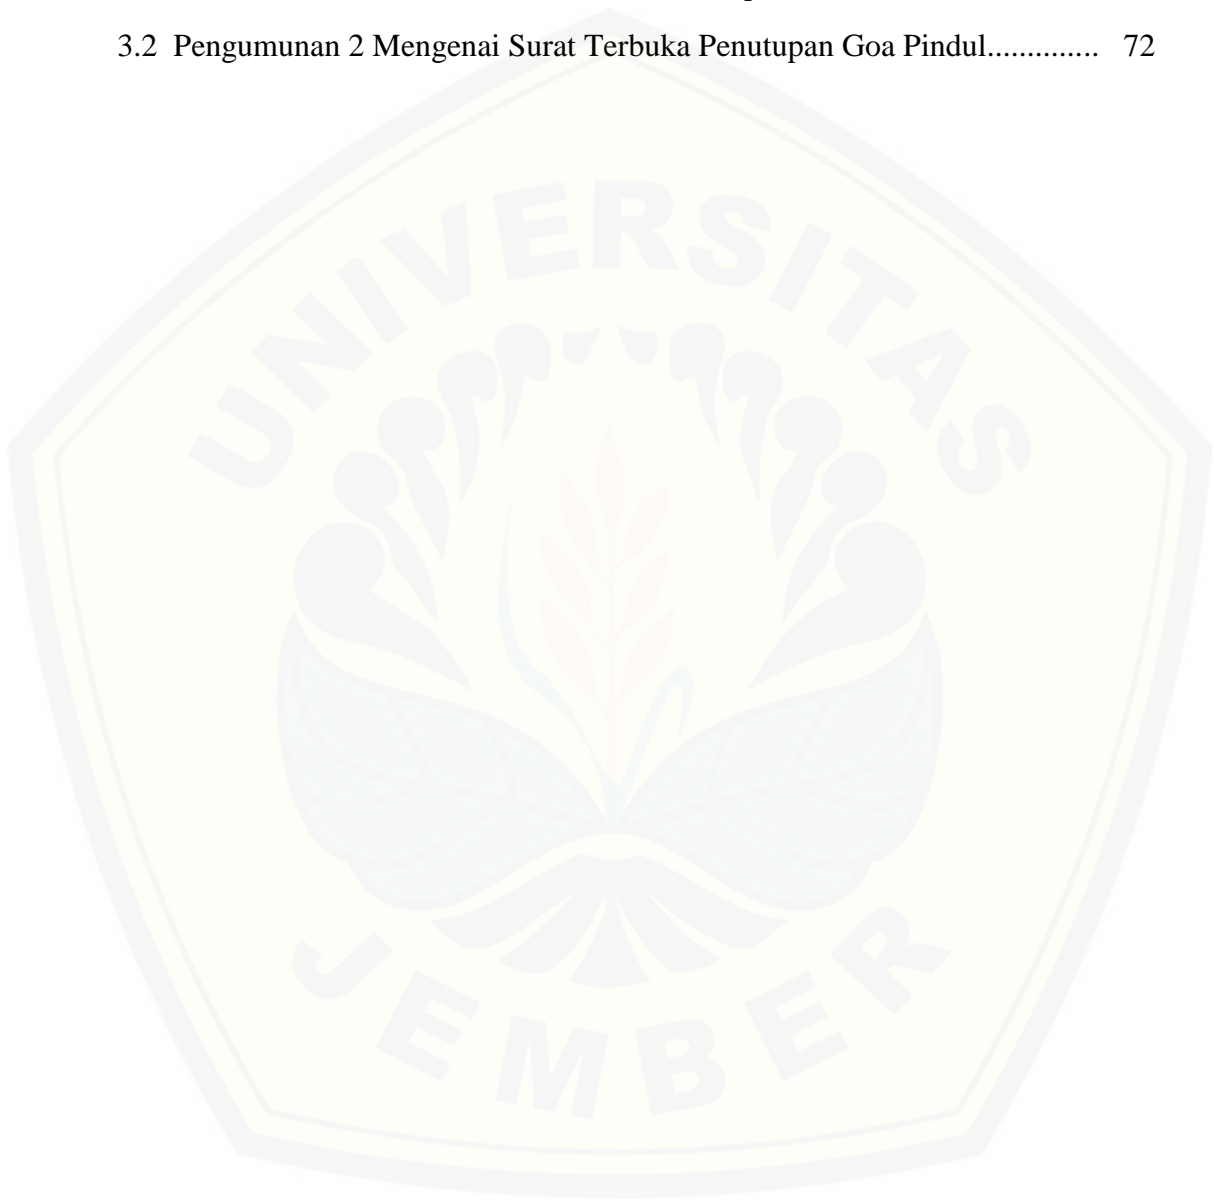 3.2 Pengumunan 2 Mengenai Surat Terbuka Penutupan Goa Pindul.............. 72
UNIVERSITAS
JEMBER